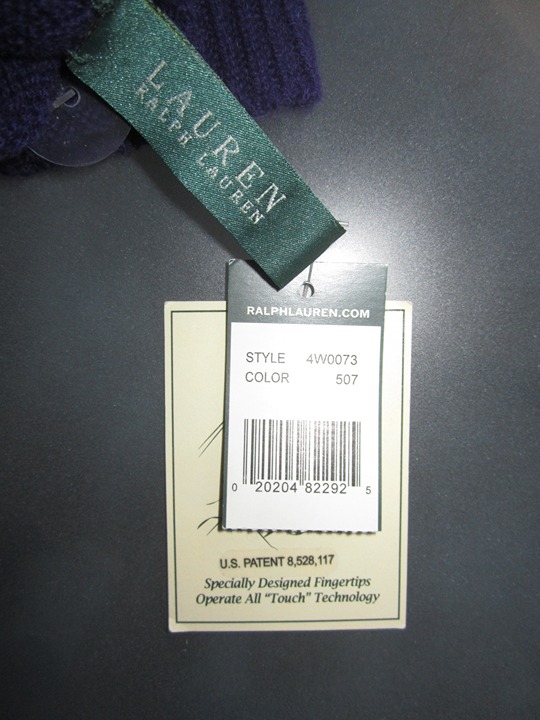 LAUREN
RALPH LAUREN
RALPHLAUREN.COM
STYLE 4W0073
COLOR 507
0 20204 82292 5
U.S. PATENT 8,528,117
Specially Designed Fingertips
Operate All "Touch" Technology